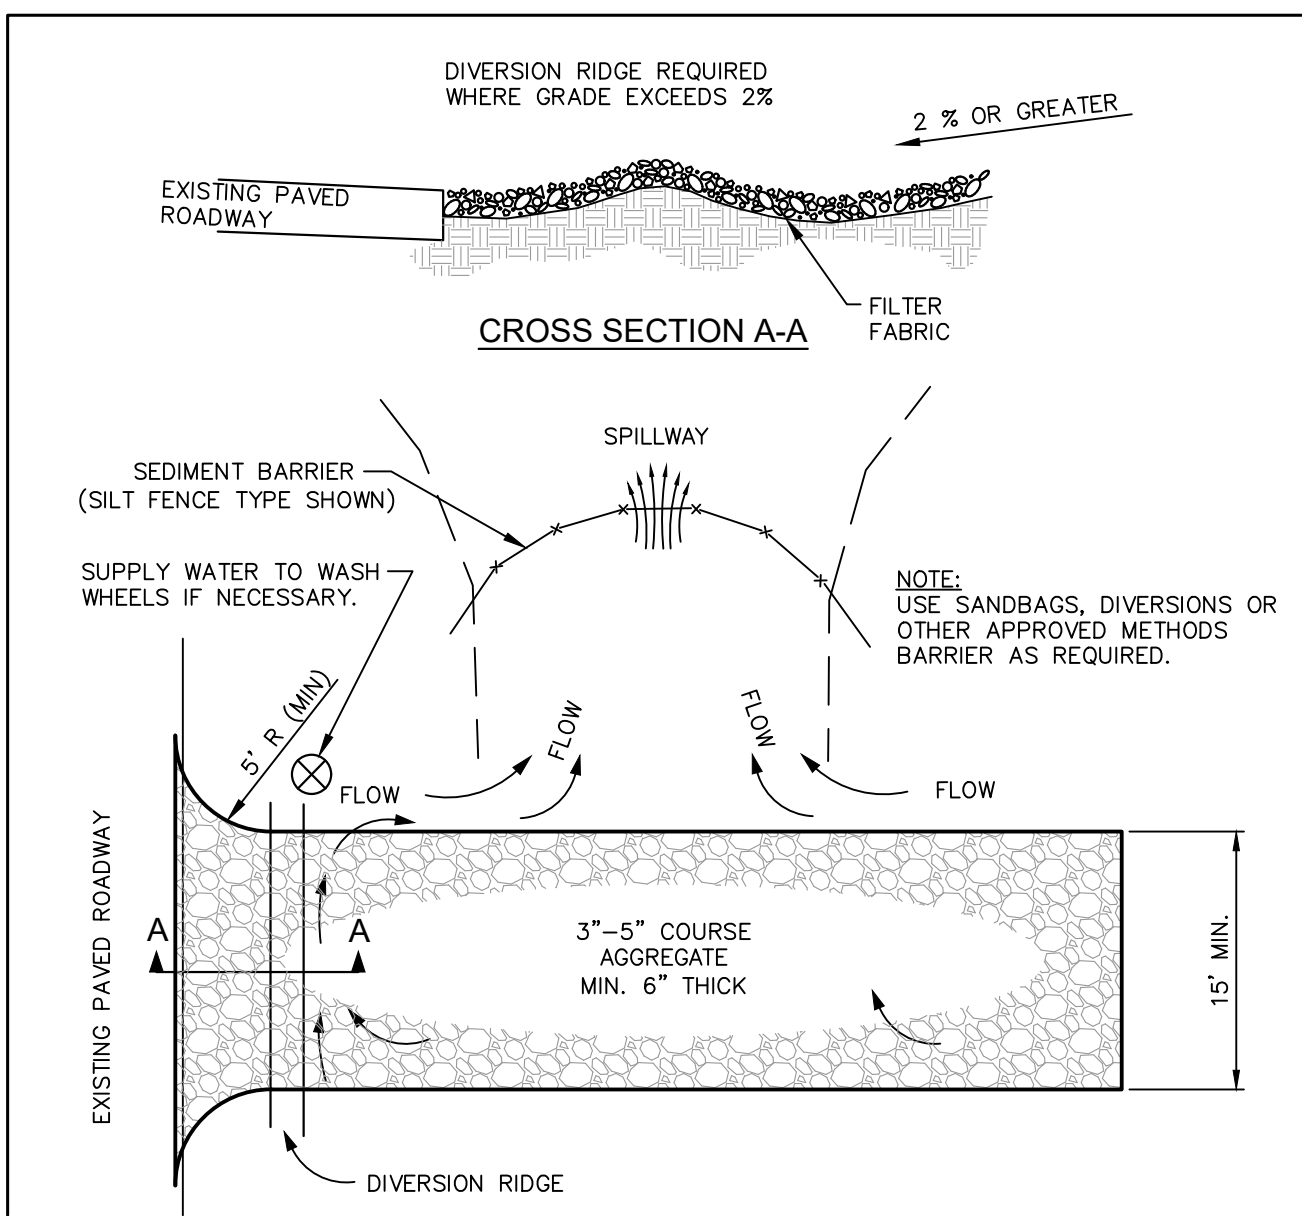 DIVERSION RIDGE REQUIRED
WHERE GRADE EXCEEDS 2%
2 % OR GREATER
EXISTING PAVED
ROADWAY
FILTER
FABRIC
CROSS SECTION A-A
SPILLWAY
SEDIMENT BARRIER
(SILT FENCE TYPE SHOWN)
SUPPLY WATER TO WASH
WHEELS IF NECESSARY.
NOTE:
USE SANDBAGS, DIVERSIONS OR
OTHER APPROVED METHODS
BARRIER AS REQUIRED.
5' R (MIN)
FLOW
FLOW
FLOW
FLOW
EXISTING PAVED ROADWAY
A
A
3"–5" COURSE
AGGREGATE
MIN. 6" THICK
15' MIN.
DIVERSION RIDGE